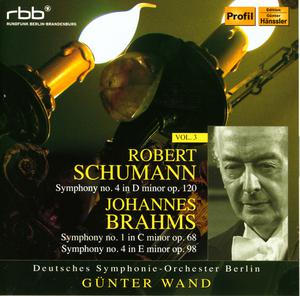 rbb
RUNDFUNK BERLIN-BRANDENBURG
Profil
Edition
Günter
Hänssler
VOL. 3
ROBERT
SCHUMANN
Symphony no. 4 in D minor op. 120
JOHANNES
BRAHMS
Symphony no. 1 in C minor op. 68
Symphony no. 4 in E minor op. 98
Deutsches Symphonie-Orchester Berlin
GÜNTER WAND